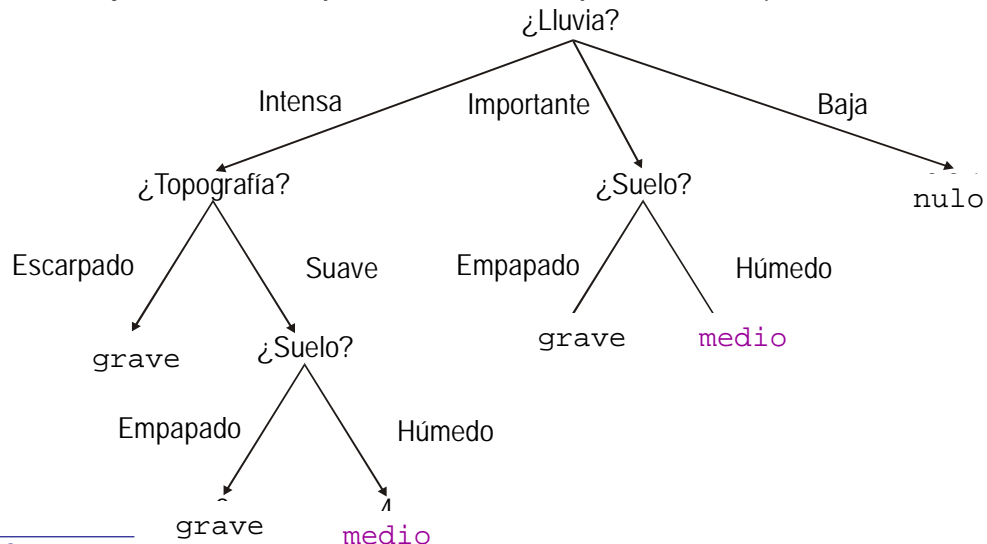 ¿Lluvia?
Intensa Importante Baja
¿Topografía? ¿Suelo? nulo
Escarpado Suave Empapado Húmedo
grave ¿Suelo? grave medio
Empapado Húmedo
grave medio